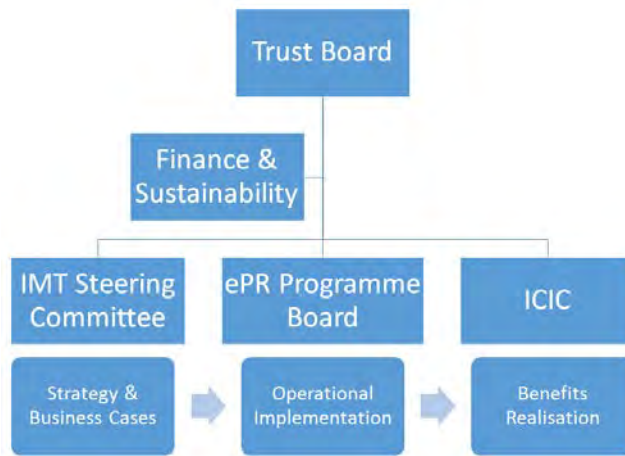 Trust Board
Finance &
Sustainability
IMT Steering
Committee
ePR Programme
Board
ICIC
Strategy &
Business Cases
Operational
Implementation
Benefits
Realisation